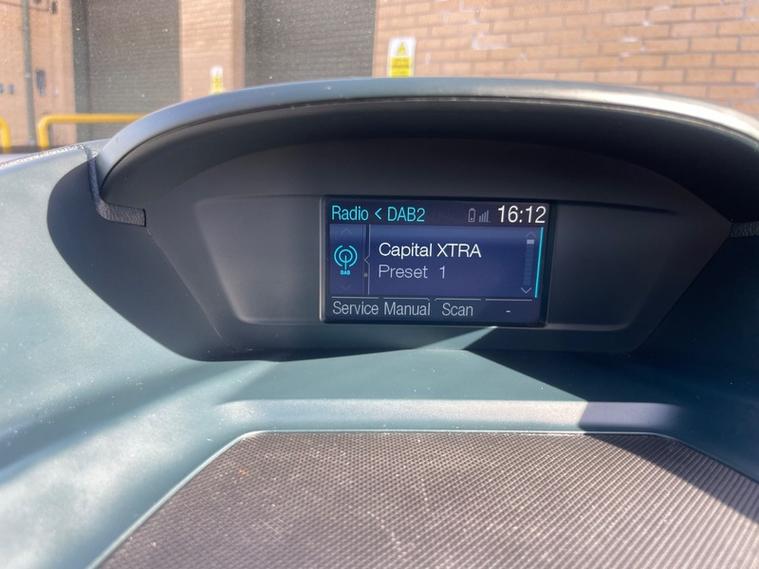 Radio < DAB2 16:12
Capital XTRA
DAB
Preset 1
Service Manual Scan -